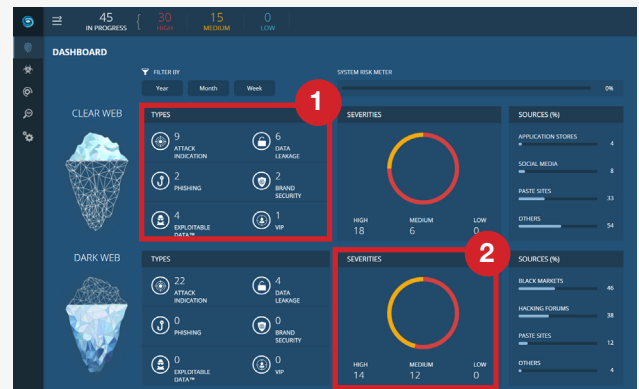 45
IN PROGRESS
30
HIGH
15
MEDIUM
0
LOW
DASHBOARD
FILTER BY
Year Month Week
SYSTEM RISK METER
0%
1
CLEAR WEB
TYPES
9
ATTACK
INDICATION
6
DATA
LEAKAGE
2
PHISHING
2
BRAND
SECURITY
4
EXPLOITABLE
DATA™
1
VIP
SEVERITIES
HIGH MEDIUM LOW
18 6 0
SOURCES (%)
APPLICATION STORES
4
SOCIAL MEDIA
8
PASTE SITES
33
OTHERS
54
2
DARK WEB
TYPES
22
ATTACK
INDICATION
4
DATA
LEAKAGE
0
PHISHING
0
BRAND
SECURITY
0
EXPLOITABLE
DATA™
0
VIP
SEVERITIES
HIGH MEDIUM LOW
14 12 0
SOURCES (%)
BLACK MARKETS
46
HACKING FORUMS
38
PASTE SITES
12
OTHERS
4